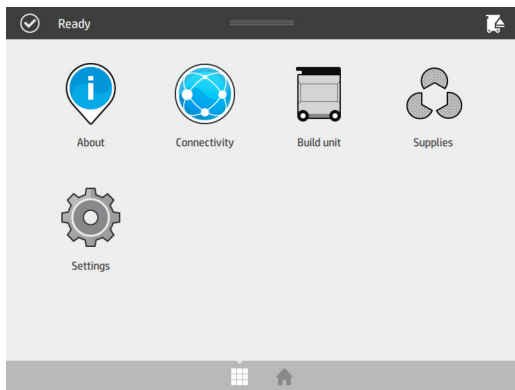 Ready
About
Connectivity
Build unit
Supplies
Settings